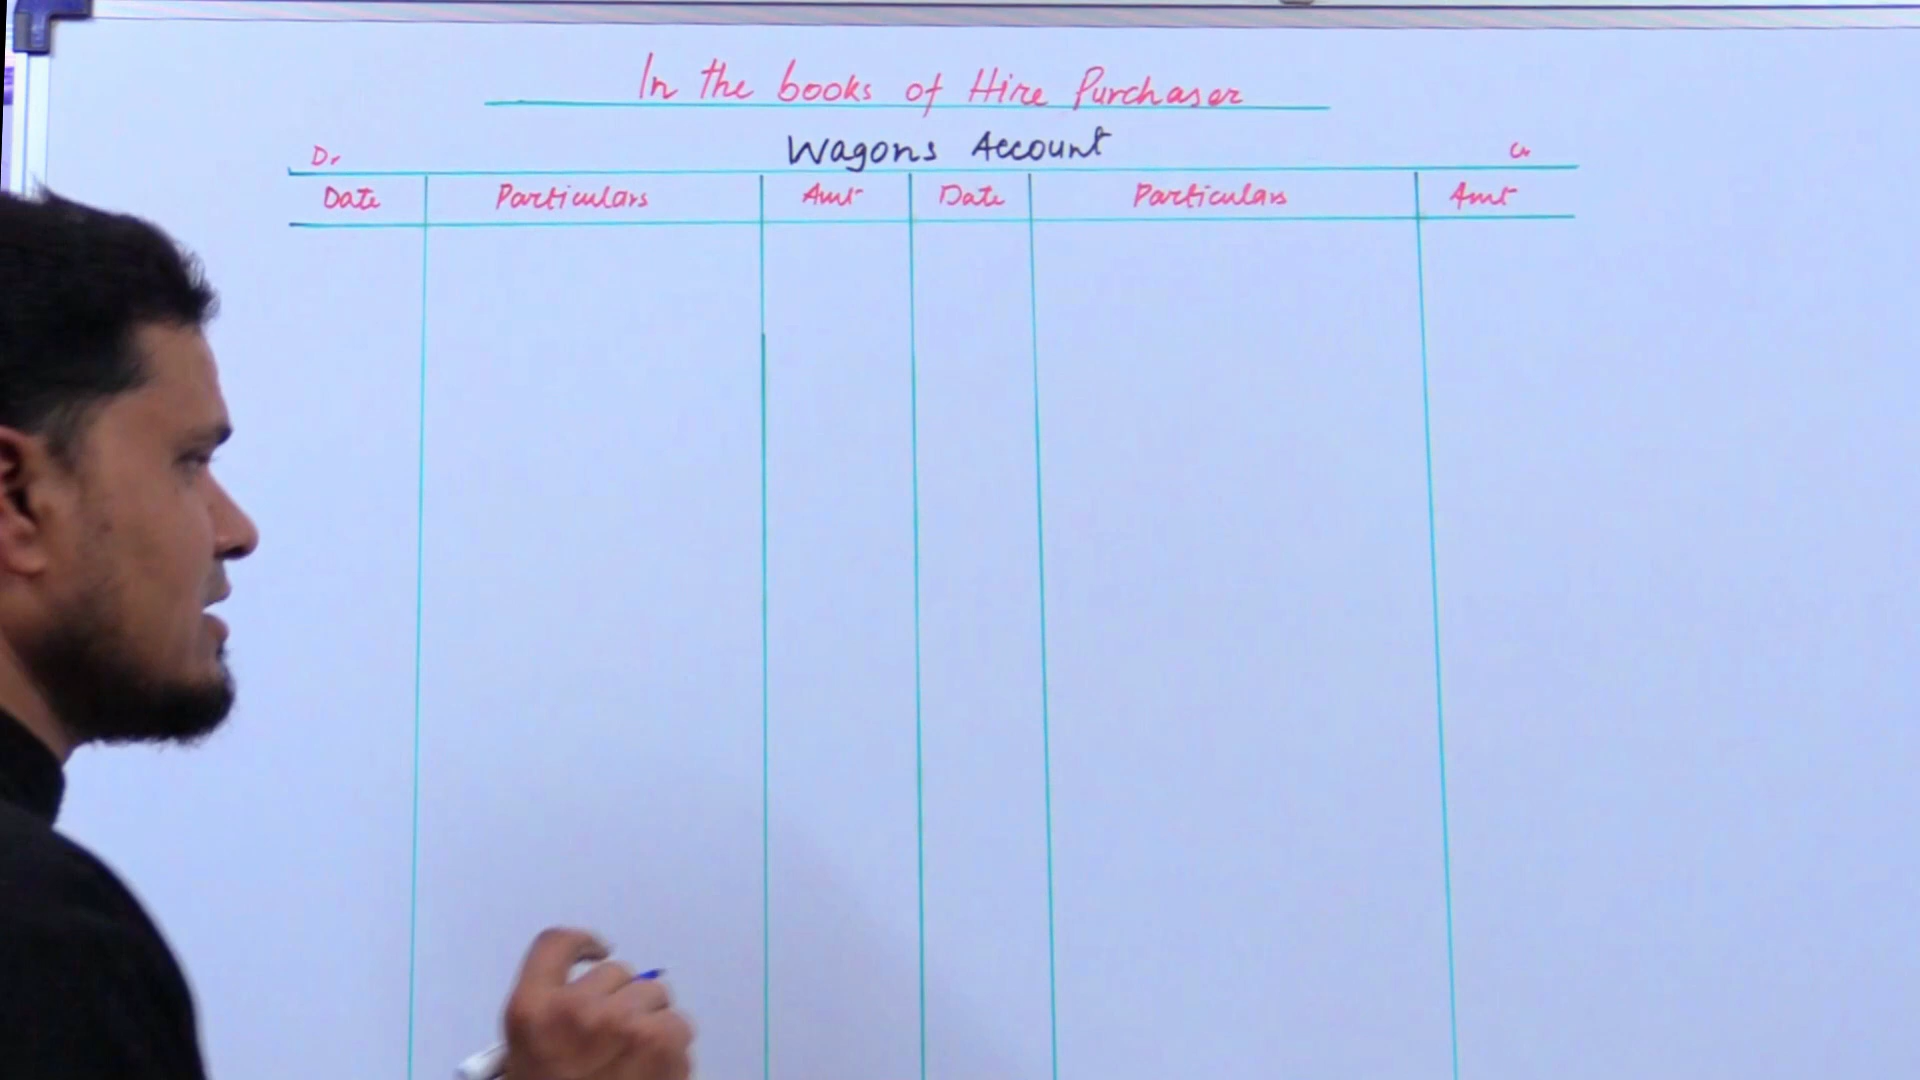 In the books of Hire Purchaser
Dr Wagons Account Cr
Date Particulars Amt Date Particulars Amt